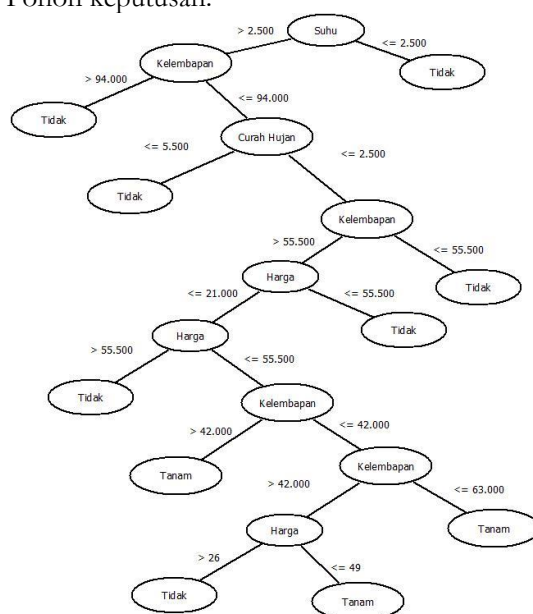 Pohon keputusan.
> 2.500
Suhu
<= 2.500
Kelembapan
Tidak
> 94.000
<= 94.000
Tidak
Curah Hujan
<= 5.500
<= 2.500
Tidak
Kelembapan
> 55.500
<= 55.500
Harga
Tidak
<= 21.000
<= 55.500
Harga
Tidak
> 55.500
<= 55.500
Tidak
Kelembapan
> 42.000
<= 42.000
Tanam
Kelembapan
> 42.000
<= 63.000
Harga
Tanam
> 26
<= 49
Tidak
Tanam